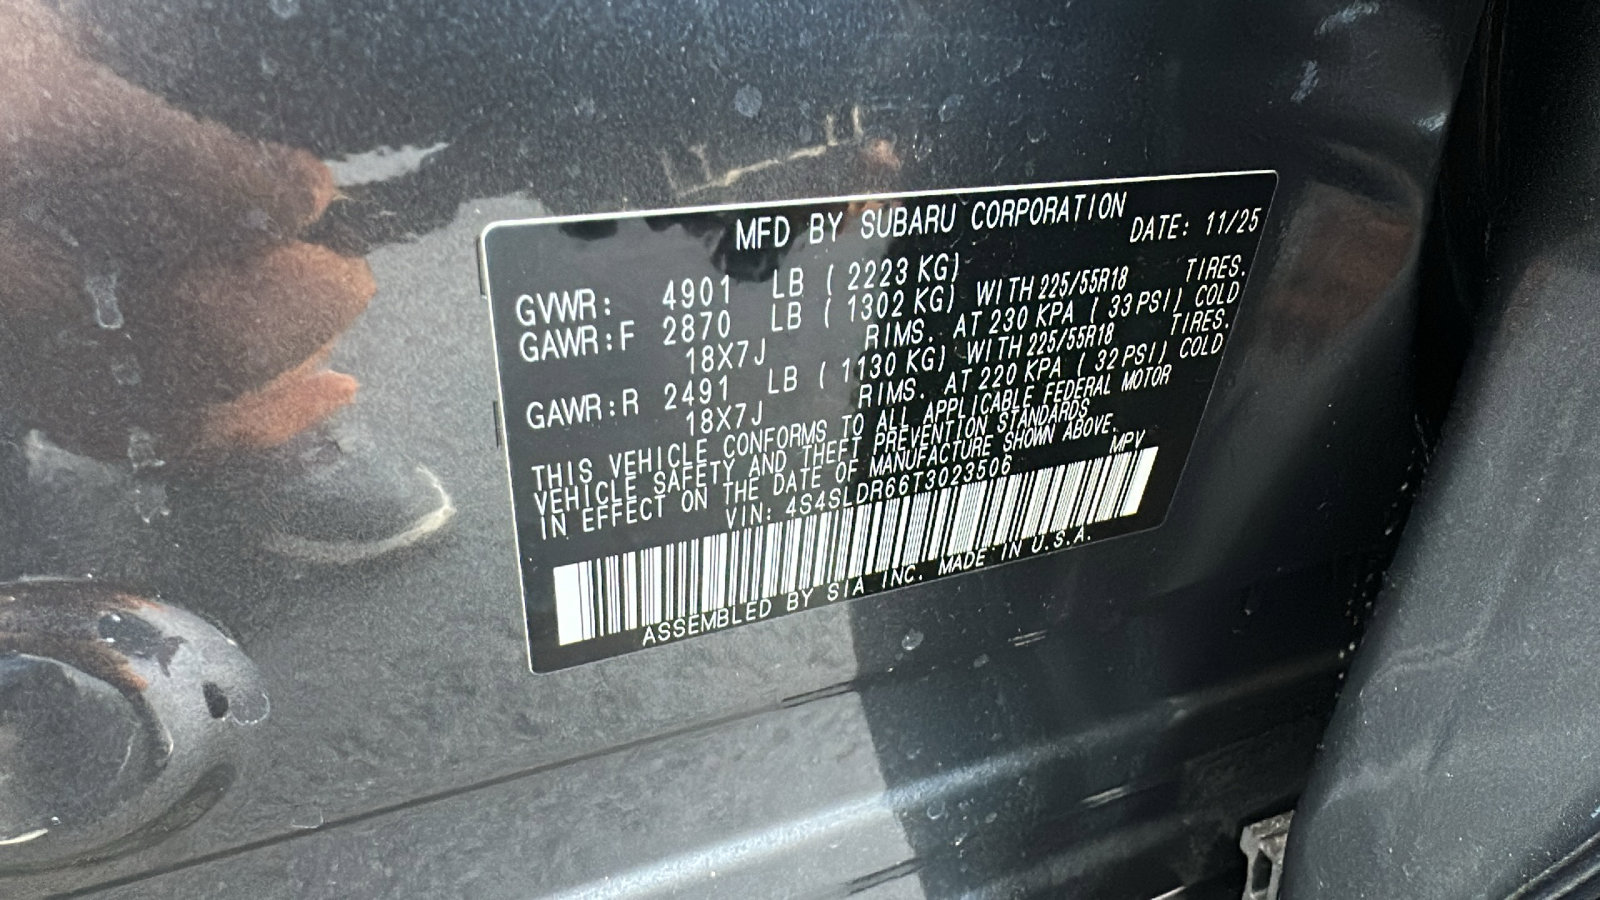 MFD BY SUBARU CORPORATION DATE: 11/25
GVWR: 4901 LB ( 2223 KG)
GAWR:F 2870 LB ( 1302 KG) WITH 225/55R18 TIRES.
18X7J RIMS. AT 230 KPA ( 33 PSI) COLD
GAWR:R 2491 LB ( 1130 KG) WITH 225/55R18 TIRES.
18X7J RIMS. AT 220 KPA ( 32 PSI) COLD
THIS VEHICLE CONFORMS TO ALL APPLICABLE FEDERAL MOTOR
VEHICLE SAFETY AND THEFT PREVENTION STANDARDS
IN EFFECT ON THE DATE OF MANUFACTURE SHOWN ABOVE.
VIN: 4S4SLDR66T3023506 MPV
ASSEMBLED BY SIA INC. MADE IN U.S.A.